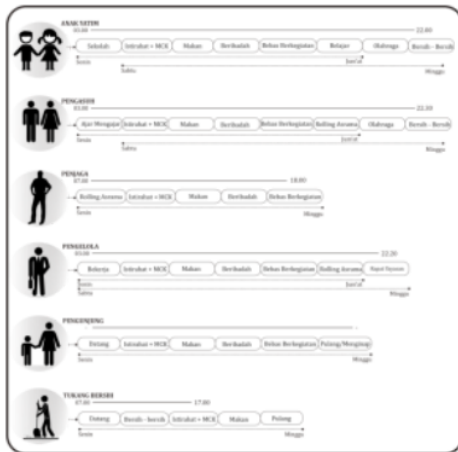 ANAK YATIM
03.00 22.00
Sekolah Istirahat + MCK Makan Beribadah Bebas Berkegiatan Belajar Olahraga Bersih - Bersih
Senin Jum'at
Sabtu Minggu
PENGASUH
03.00 22.30
Ajar Mengajar Istirahat + MCK Makan Beribadah Bebas Berkegiatan Rolling Asrama Olahraga Bersih - Bersih
Senin Jum'at
Sabtu Minggu
PENJAGA
07.00 18.00
Rolling Asrama Istirahat + MCK Makan Beribadah Bebas Berkegiatan
Senin Minggu
PENGELOLA
22.20
Bekerja Istirahat + MCK Makan Beribadah Bebas Berkegiatan Rolling Asrama Rapat Yayasan
Senin Jum'at
Sabtu Minggu
PENGUNJUNG
Datang Istirahat + MCK Makan Beribadah Bebas Berkegiatan Pulang/Menginap
Senin Minggu
TUKANG BERSIH
07.00 17.00
Datang Bersih - bersih Istirahat + MCK Makan Pulang
Senin Minggu